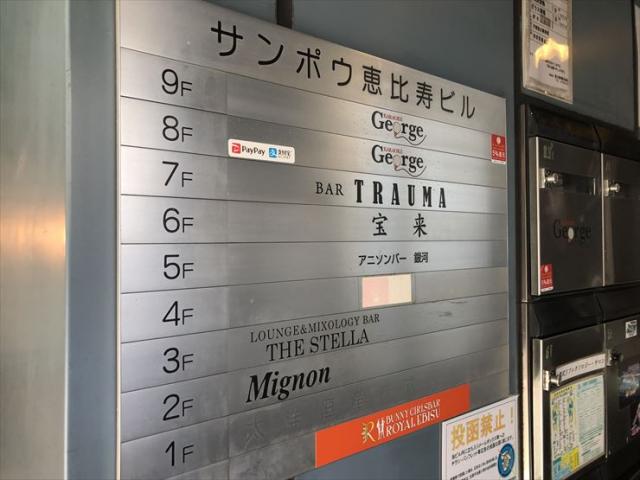 サンポウ恵比寿ビル
9F
KARAOKE
George
8F
KARAOKE
George
PayPay
7F
BAR TRAUMA
6F
宝来
5F
アニソンバー 銀河
4F
3F
LOUNGE&MIXOLOGY BAR
THE STELLA
2F
Mignon
1F
BUNNY GIRLSBAR
ROYAL EBISU
投函禁止
George